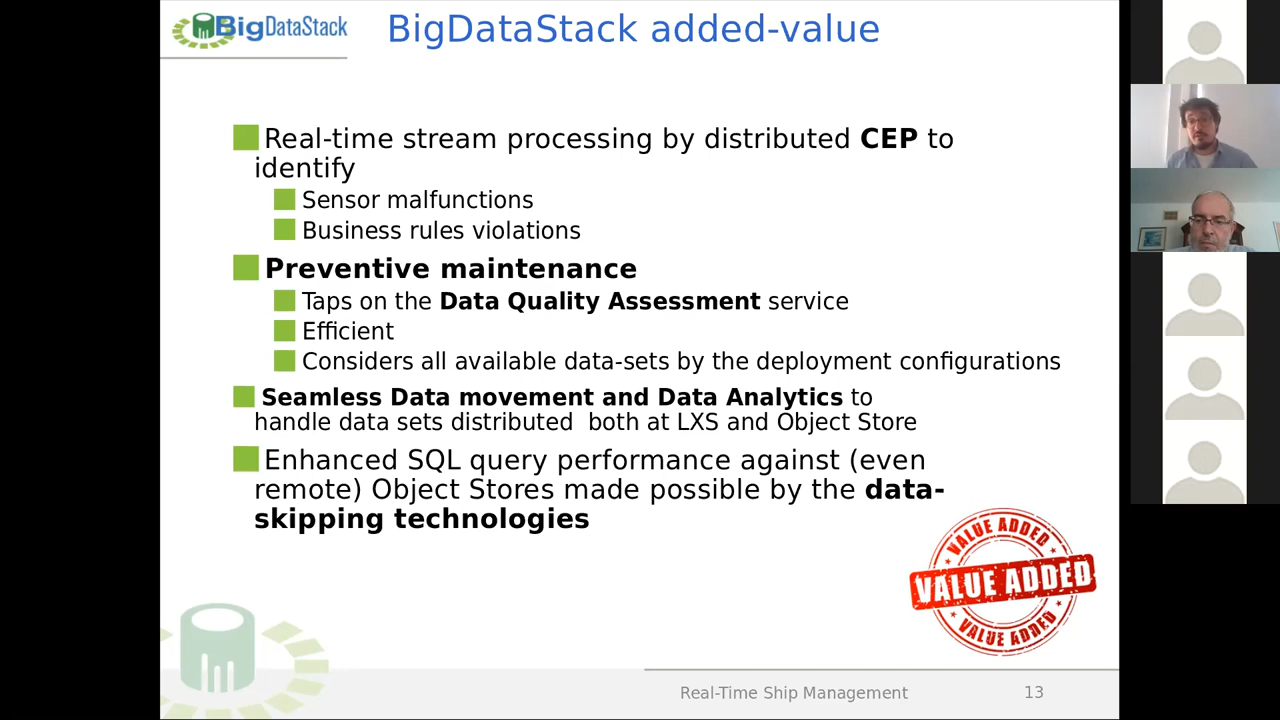 BigDataStack
BigDataStack added-value
Real-time stream processing by distributed CEP to
identify
Sensor malfunctions
Business rules violations
Preventive maintenance
Taps on the Data Quality Assessment service
Efficient
Considers all available data-sets by the deployment configurations
Seamless Data movement and Data Analytics to
handle data sets distributed  both at LXS and Object Store
Enhanced SQL query performance against (even
remote) Object Stores made possible by the data-
skipping technologies
VALUE ADDED
VALUE ADDED
VALUE ADDED
Real-Time Ship Management
13